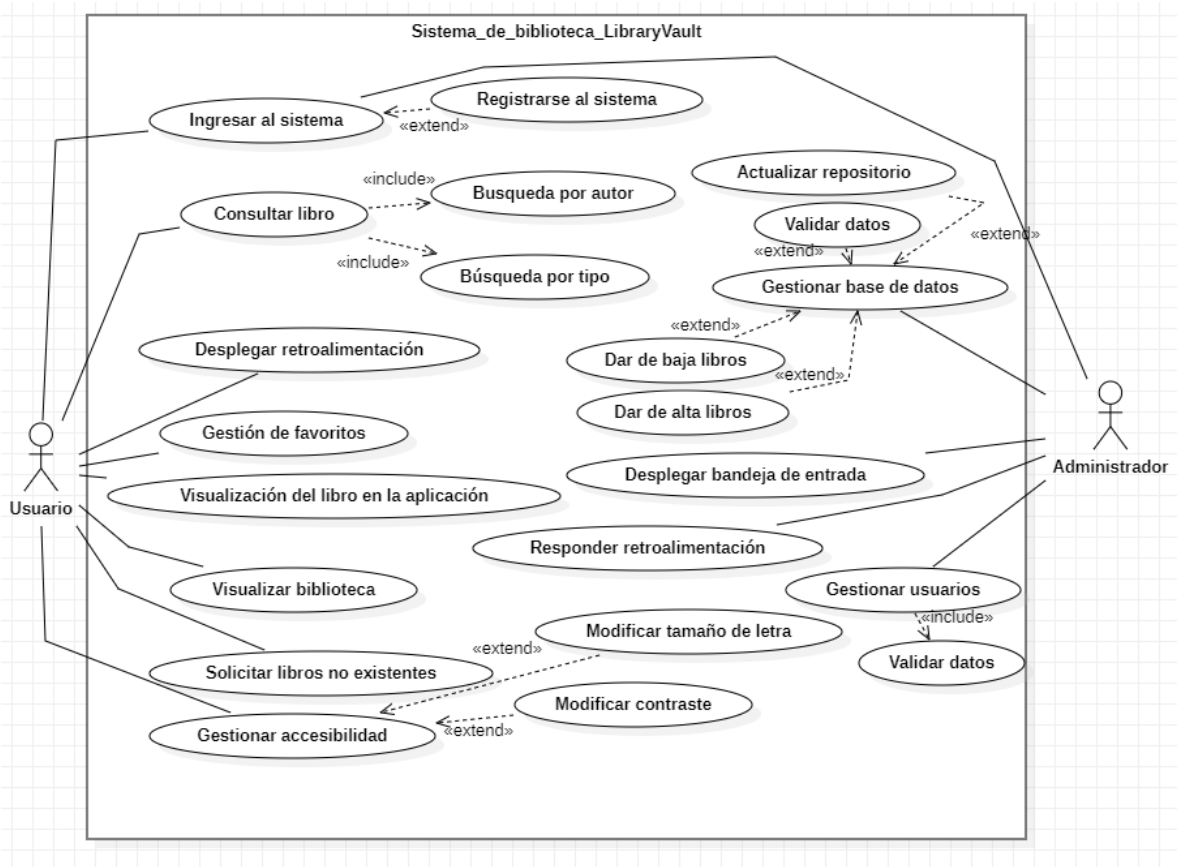 Sistema_de_biblioteca_LibraryVault
Ingresar al sistema
Registrarse al sistema
«extend»
Consultar libro
«include»
Busqueda por autor
«include»
Búsqueda por tipo
Actualizar repositorio
«extend»
Validar datos
«extend»
Gestionar base de datos
«extend»
Dar de baja libros
«extend»
Dar de alta libros
Desplegar retroalimentación
Gestión de favoritos
Visualización del libro en la aplicación
Usuario
Administrador
Desplegar bandeja de entrada
Responder retroalimentación
Visualizar biblioteca
Gestionar usuarios
«include»
Validar datos
Modificar tamaño de letra
«extend»
Solicitar libros no existentes
Modificar contraste
«extend»
Gestionar accesibilidad